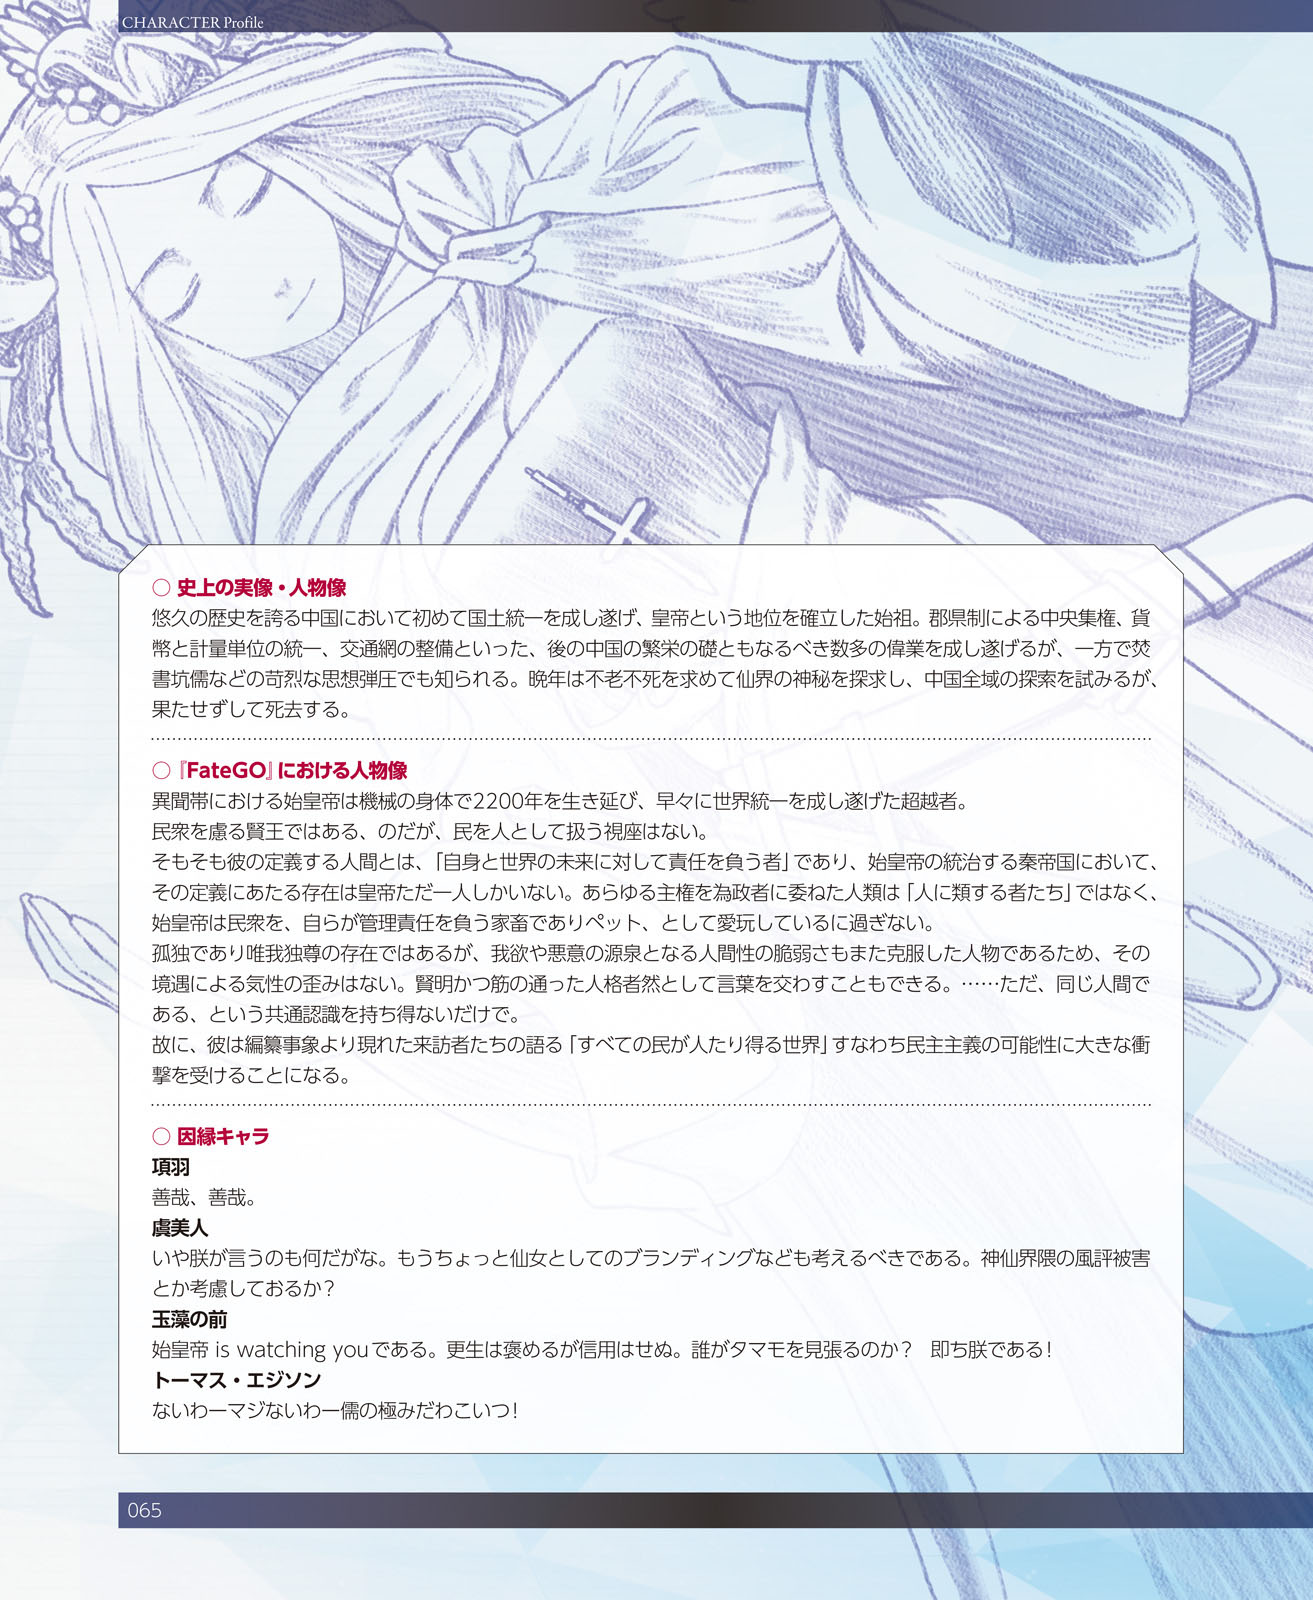 CHARACTER Profile
○ 史上の実像・人物像
悠久の歴史を誇る中国において初めて国土統一を成し遂げ、皇帝という地位を確立した始祖。郡県制による中央集権、貨
幣と計量単位の統一、交通網の整備といった、後の中国の繁栄の礎ともなるべき数多の偉業を成し遂げるが、一方で焚
書坑儒などの苛烈な思想弾圧でも知られる。晩年は不老不死を求めて仙界の神秘を探求し、中国全域の探索を試みるが、
果たせずして死去する。
○『FateGO』における人物像
異聞帯における始皇帝は機械の身体で2200年を生き延び、早々に世界統一を成し遂げた超越者。
民衆を慮る賢王ではある、のだが、民を人として扱う視座はない。
そもそも彼の定義する人間とは、「自身と世界の未来に対して責任を負う者」であり、始皇帝の統治する秦帝国において、
その定義にあたる存在は皇帝ただ一人しかいない。あらゆる主権を為政者に委ねた人類は「人に類する者たち」ではなく、
始皇帝は民衆を、自らが管理責任を負う家畜でありペット、として愛玩しているに過ぎない。
孤独であり唯我独尊の存在ではあるが、我欲や悪意の源泉となる人間性の脆弱さもまた克服した人物であるため、その
境遇による気性の歪みはない。賢明かつ筋の通った人格者然として言葉を交わすこともできる。……ただ、同じ人間で
ある、という共通認識を持ち得ないだけで。
故に、彼は編纂事象より現れた来訪者たちの語る「すべての民が人たり得る世界」すなわち民主主義の可能性に大きな衝
撃を受けることになる。
○ 因縁キャラ
項羽
善哉、善哉。
虞美人
いや朕が言うのも何だがな。もうちょっと仙女としてのブランディングなども考えるべきである。神仙界隈の風評被害
とか考慮しておるか？
玉藻の前
始皇帝 is watching youである。更生は褒めるが信用はせぬ。誰がタマモを見張るのか？　即ち朕である！
トーマス・エジソン
ないわーマジないわー儒の極みだわこいつ！
065